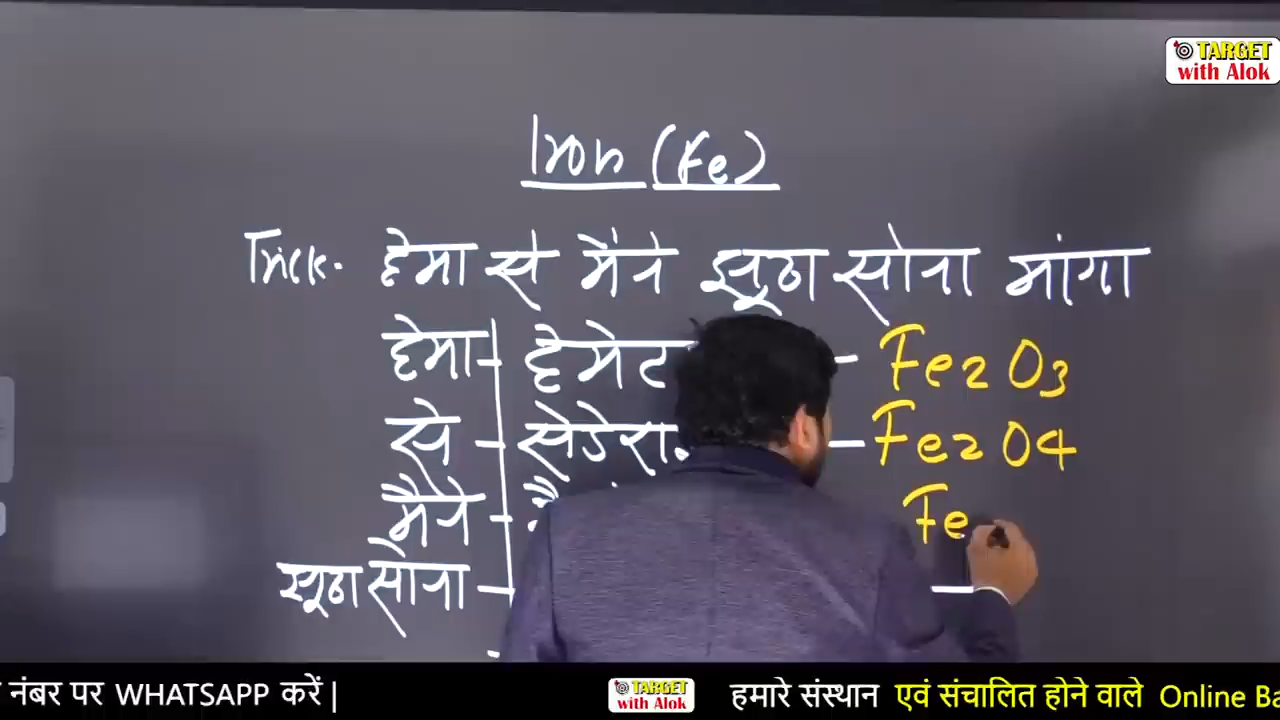 TARGET
with Alok
Iron (Fe)
Trick. हेमा से मैंने झूठा सोना मांगा
हेमा - हेमेट - Fe2O3
से - सेडेरा - Fe2O4
मैने - Fe
झूठा सोना -
नंबर पर WHATSAPP करें | TARGET with Alok हमारे संस्थान एवं संचालित होने वाले Online Ba